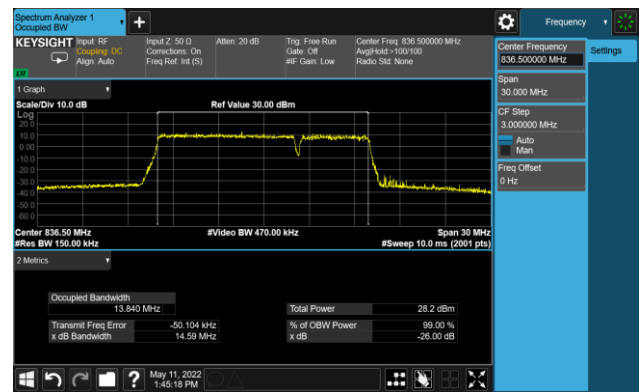 Spectrum Analyzer 1
Occupied BW
Frequency
KEYSIGHT Input: RF
Coupling: DC
Align: Auto
Input Z: 50 Ω
Corrections: On
Freq Ref: Int (S)
Atten: 20 dB
Trig: Free Run
Gate: Off
#IF Gain: Low
Center Freq: 836.500000 MHz
Avg|Hold:>100/100
Radio Std: None
LXI
Center Frequency
836.500000 MHz
Settings
Span
30.000 MHz
CF Step
3.000000 MHz
Auto
Man
Freq Offset
0 Hz
1 Graph
Scale/Div 10.0 dB
Ref Value 30.00 dBm
Log
20.0
10.0
0.00
-10.0
-20.0
-30.0
-40.0
-50.0
-60.0
Center 836.50 MHz
#Video BW 470.00 kHz
Span 30 MHz
#Res BW 150.00 kHz
#Sweep 10.0 ms (2001 pts)
2 Metrics
Occupied Bandwidth
13.840 MHz
Total Power 28.2 dBm
Transmit Freq Error -50.104 kHz
% of OBW Power 99.00 %
x dB Bandwidth 14.59 MHz
x dB -26.00 dB
?
May 11, 2022
1:45:18 PM